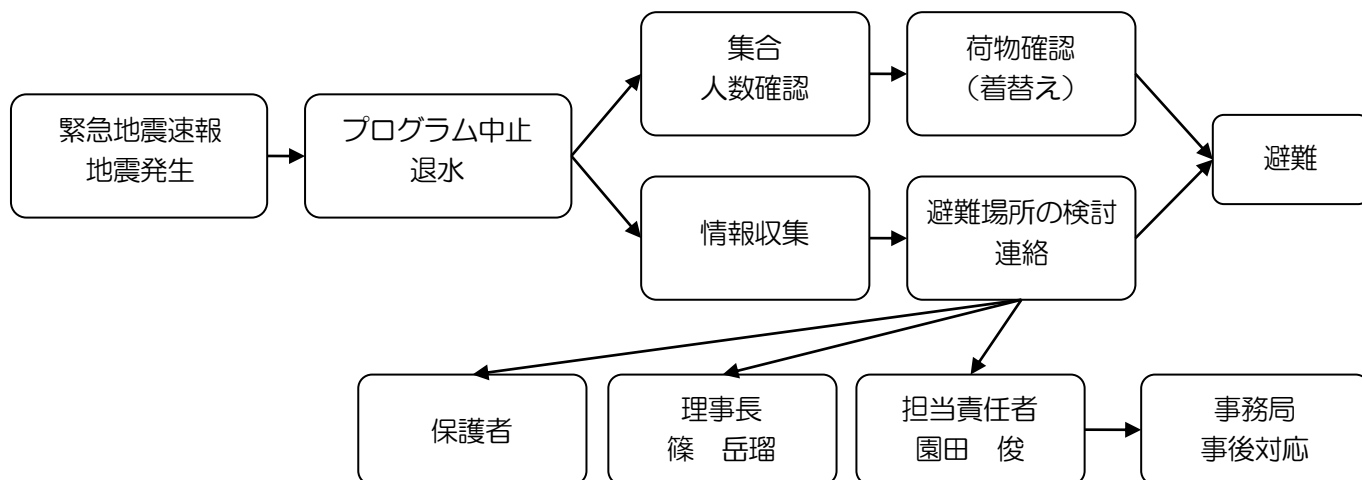 緊急地震速報
地震発生
プログラム中止
退水
集合
人数確認
荷物確認
（着替え）
情報収集
避難場所の検討
連絡
避難
保護者
理事長
篠　岳瑠
担当責任者
園田　俊
事務局
事後対応